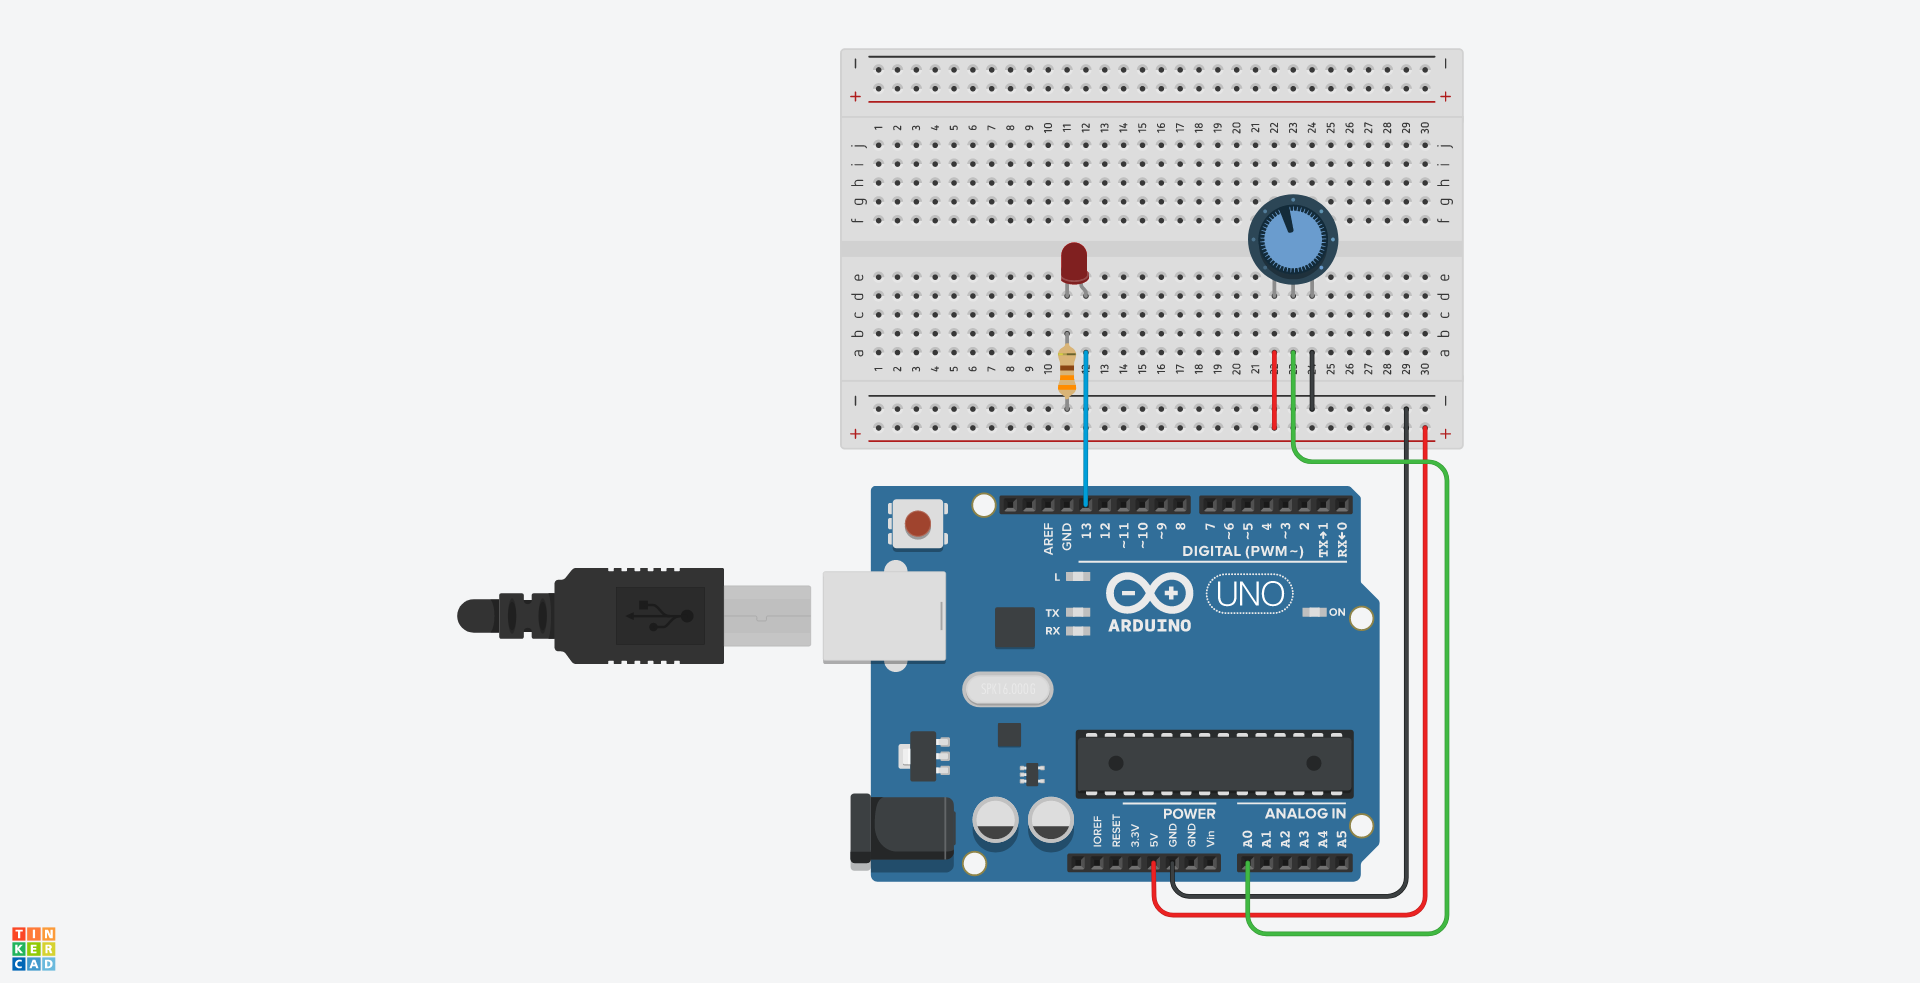 − −
+ +
1 2 3 4 5 6 7 8 9 10 11 12 13 14 15 16 17 18 19 20 21 22 23 24 25 26 27 28 29 30
j j
i i
h h
g g
f f
e e
d d
c c
b b
a a
1 2 3 4 5 6 7 8 9 10 13 14 15 16 17 18 19 20 21 25 26 27 28 29 30
− −
+ +
AREF GND 13 12 ~11 ~10 ~9 8 7 ~6 ~5 4 ~3 2 TX→1 RX←0
DIGITAL (PWM~)
L
TX
RX
UNO
ARDUINO
ON
SPK16.000G
POWER ANALOG IN
IOREF RESET 3.3V 5V GND GND Vin A0 A1 A2 A3 A4 A5
TIN
KER
CAD